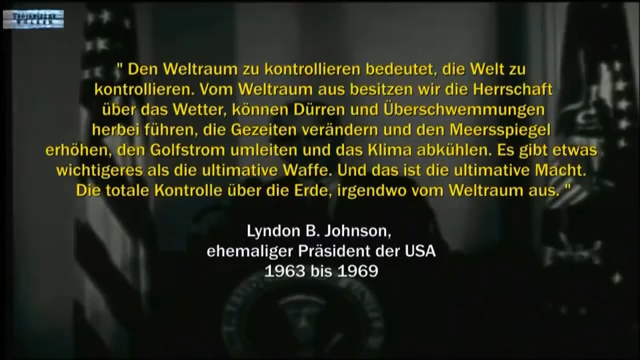 TROJANISCHE
WOLKEN
" Den Weltraum zu kontrollieren bedeutet, die Welt zu
kontrollieren. Vom Weltraum aus besitzen wir die Herrschaft
über das Wetter, können Dürren und Überschwemmungen
herbei führen, die Gezeiten verändern und den Meersspiegel
erhöhen, den Golfstrom umleiten und das Klima abkühlen. Es gibt etwas
wichtigeres als die ultimative Waffe. Und das ist die ultimative Macht.
Die totale Kontrolle über die Erde, irgendwo vom Weltraum aus. "
Lyndon B. Johnson,
ehemaliger Präsident der USA
1963 bis 1969